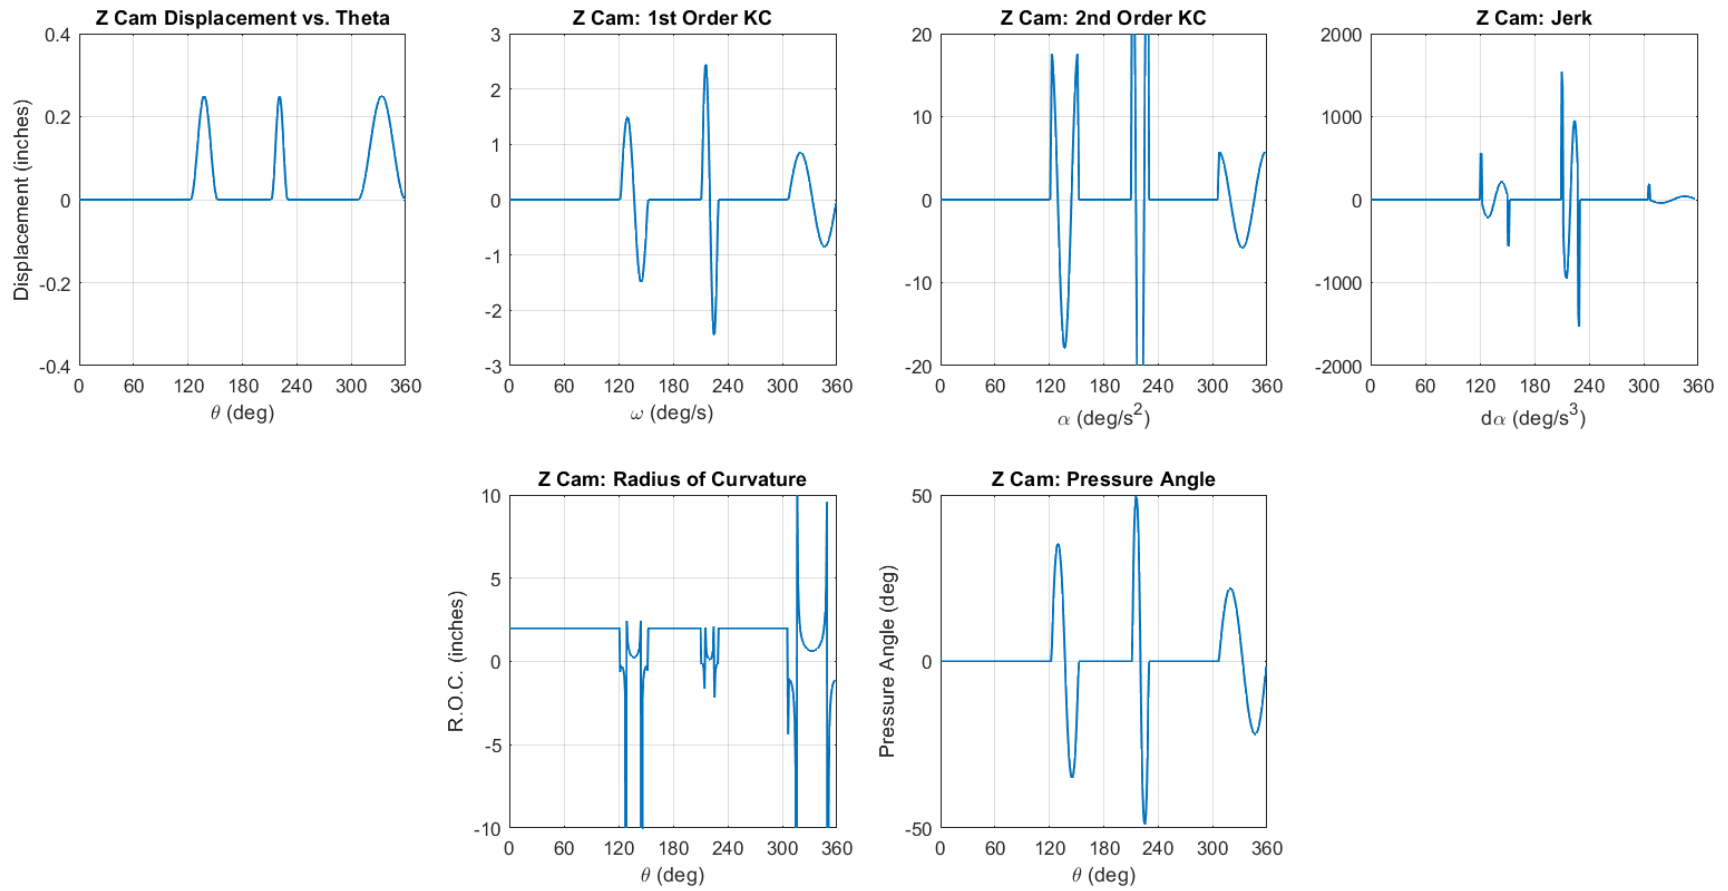 Z Cam Displacement vs. Theta
Displacement (inches)
0.4
0.2
0
-0.2
-0.4
0 60 120 180 240 300 360
θ (deg)
Z Cam: 1st Order KC
3
2
1
0
-1
-2
-3
0 60 120 180 240 300 360
ω (deg/s)
Z Cam: 2nd Order KC
20
10
0
-10
-20
0 60 120 180 240 300 360
α (deg/s²)
Z Cam: Jerk
2000
1000
0
-1000
-2000
0 60 120 180 240 300 360
dα (deg/s³)
Z Cam: Radius of Curvature
R.O.C. (inches)
10
5
0
-5
-10
0 60 120 180 240 300 360
θ (deg)
Z Cam: Pressure Angle
Pressure Angle (deg)
50
0
-50
0 60 120 180 240 300 360
θ (deg)